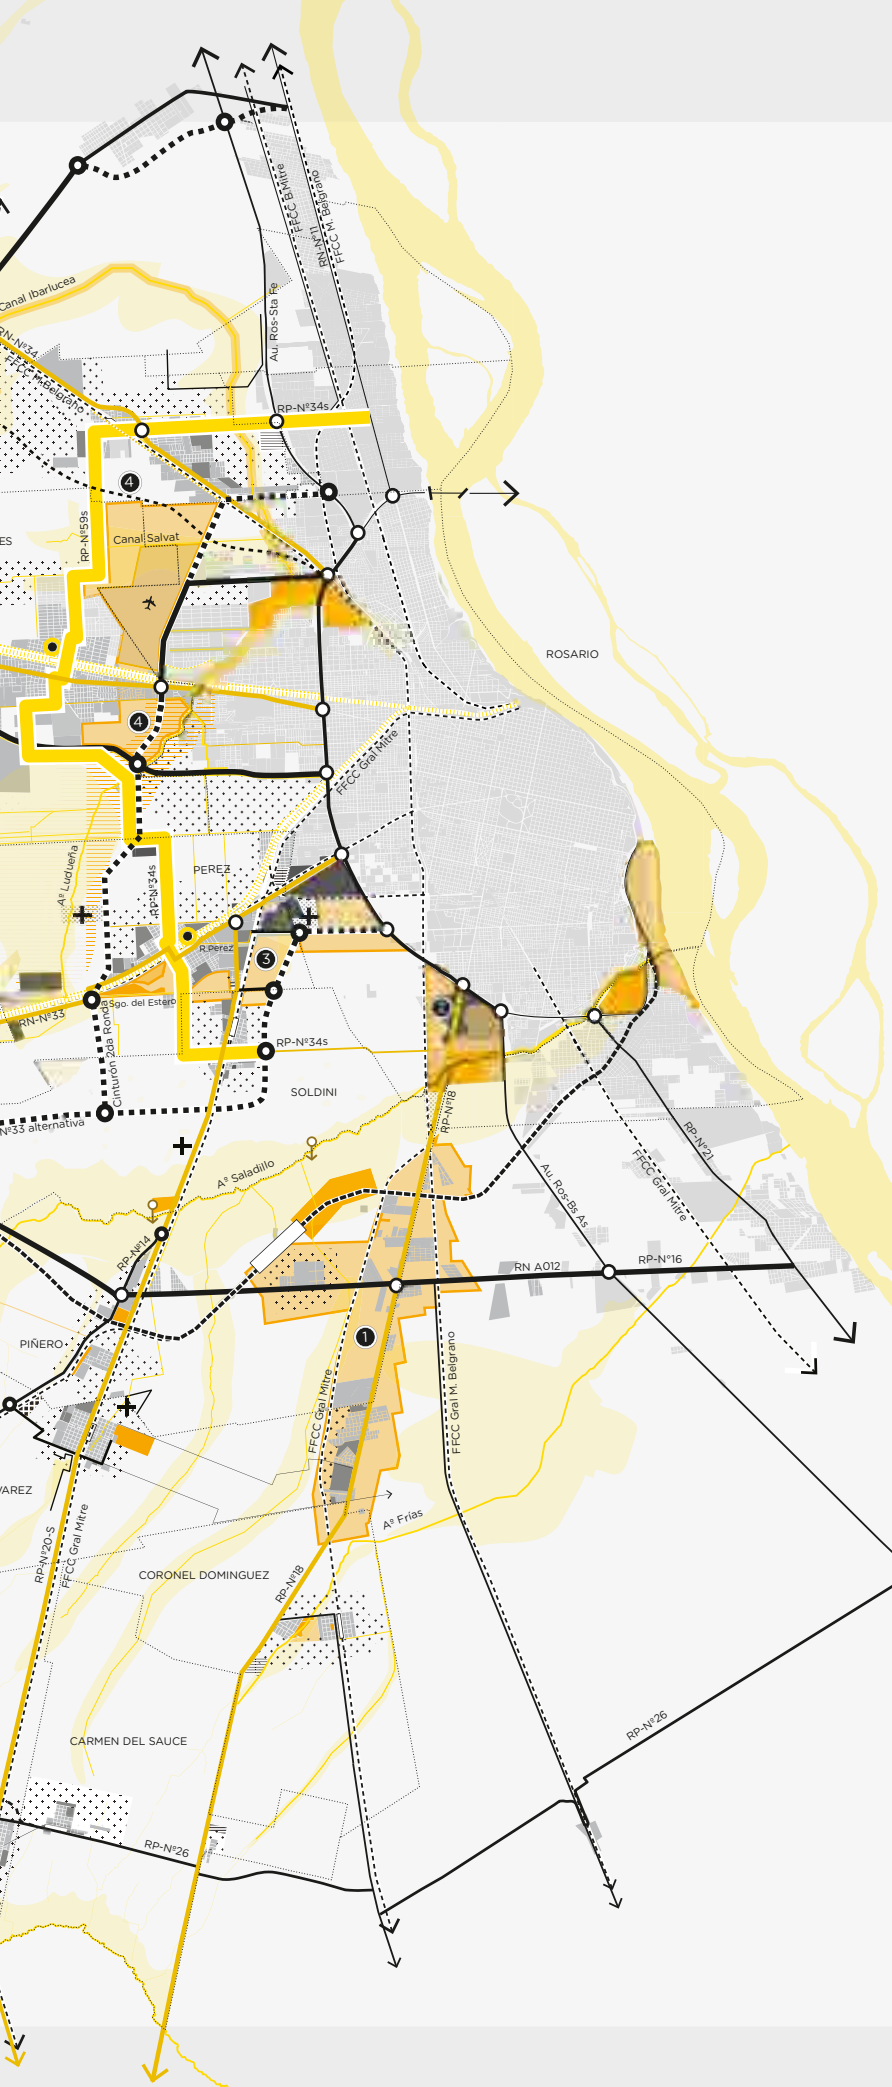 FFCC B.Mitre
RN-Nº11
FFCC M. Belgrano
Canal Ibarlucea
RN-Nº34
FFCC M.Belgrano
Au. Ros-Sta Fe
RP-Nº34s
4
RP-Nº59s
ES
Canal Salvat
ROSARIO
4
FFCC Gral Mitre
Aº Ludueña
RP-Nº34s
PEREZ
R.Perez
3
2
Sgo. del Estero
RN-Nº33
Cinturón 2da Ronda
RP-Nº34s
SOLDINI
Nº33 alternativa
RP-Nº18
RP-Nº21
FFCC Gral Mitre
Aº Saladillo
Au. Ros-Bs As
RP-Nº14
RN A012
RP-Nº16
PIÑERO
1
FFCC Gral Mitre
FFCC Gral M. Belgrano
VAREZ
RP-Nº20-S
FFCC Gral Mitre
Aº Frias
CORONEL DOMINGUEZ
RP-Nº18
CARMEN DEL SAUCE
RP-Nº26
RP-Nº26